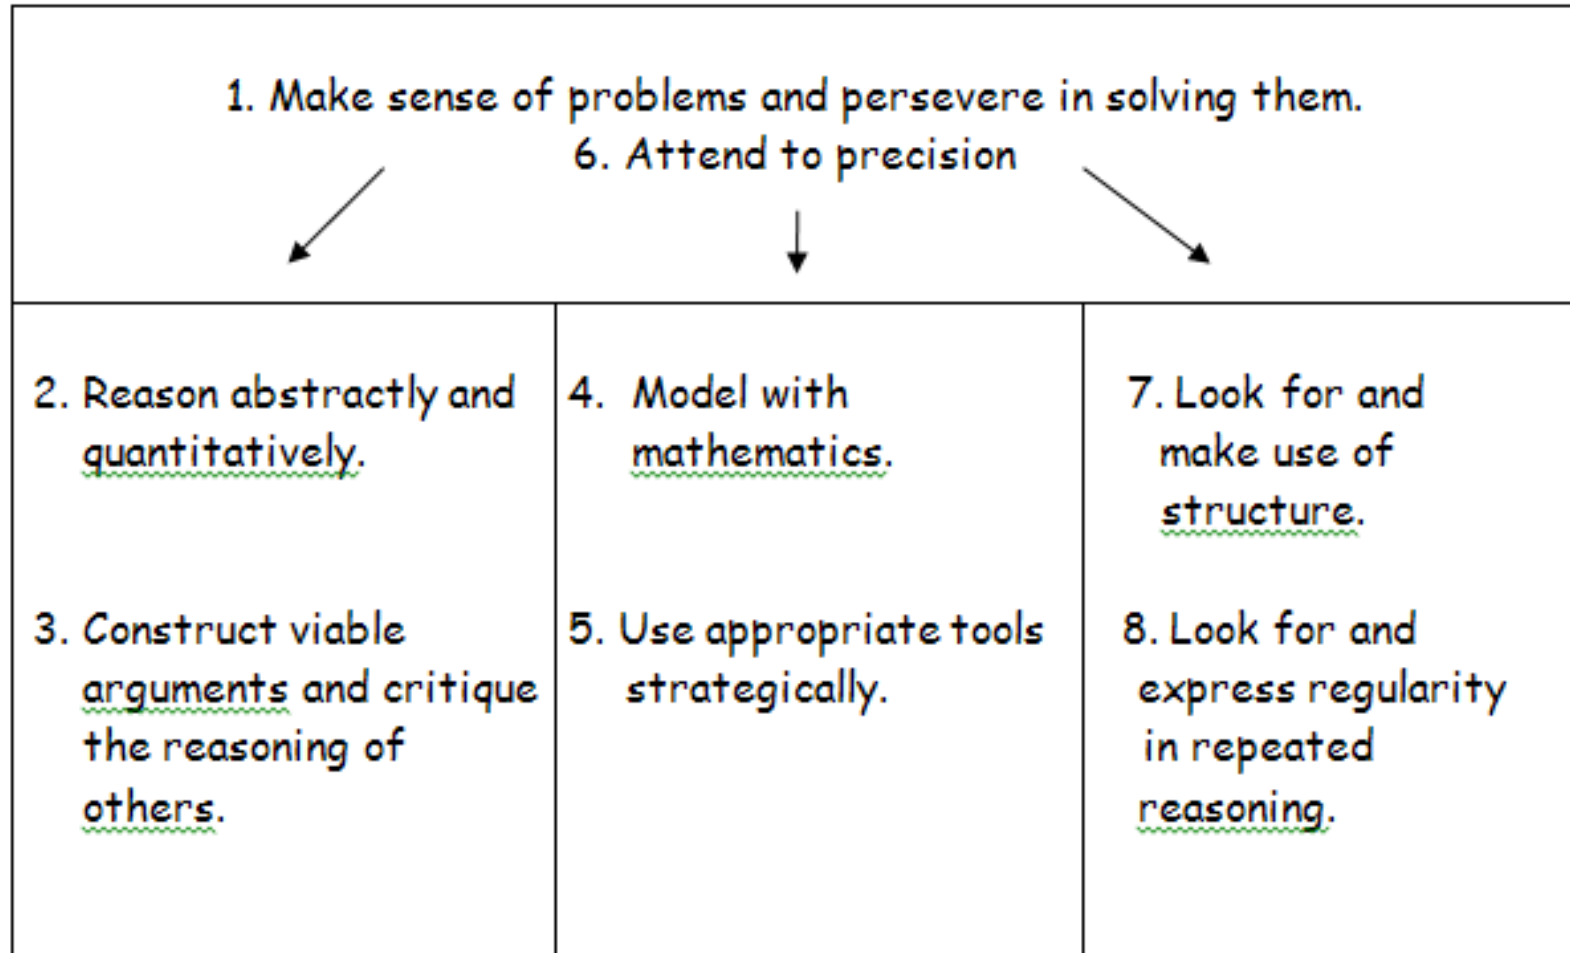 1. Make sense of problems and persevere in solving them.
6. Attend to precision
2. Reason abstractly and
quantitatively.
3. Construct viable
arguments and critique
the reasoning of
others.
4. Model with
mathematics.
5. Use appropriate tools
strategically.
7. Look for and
make use of
structure.
8. Look for and
express regularity
in repeated
reasoning.